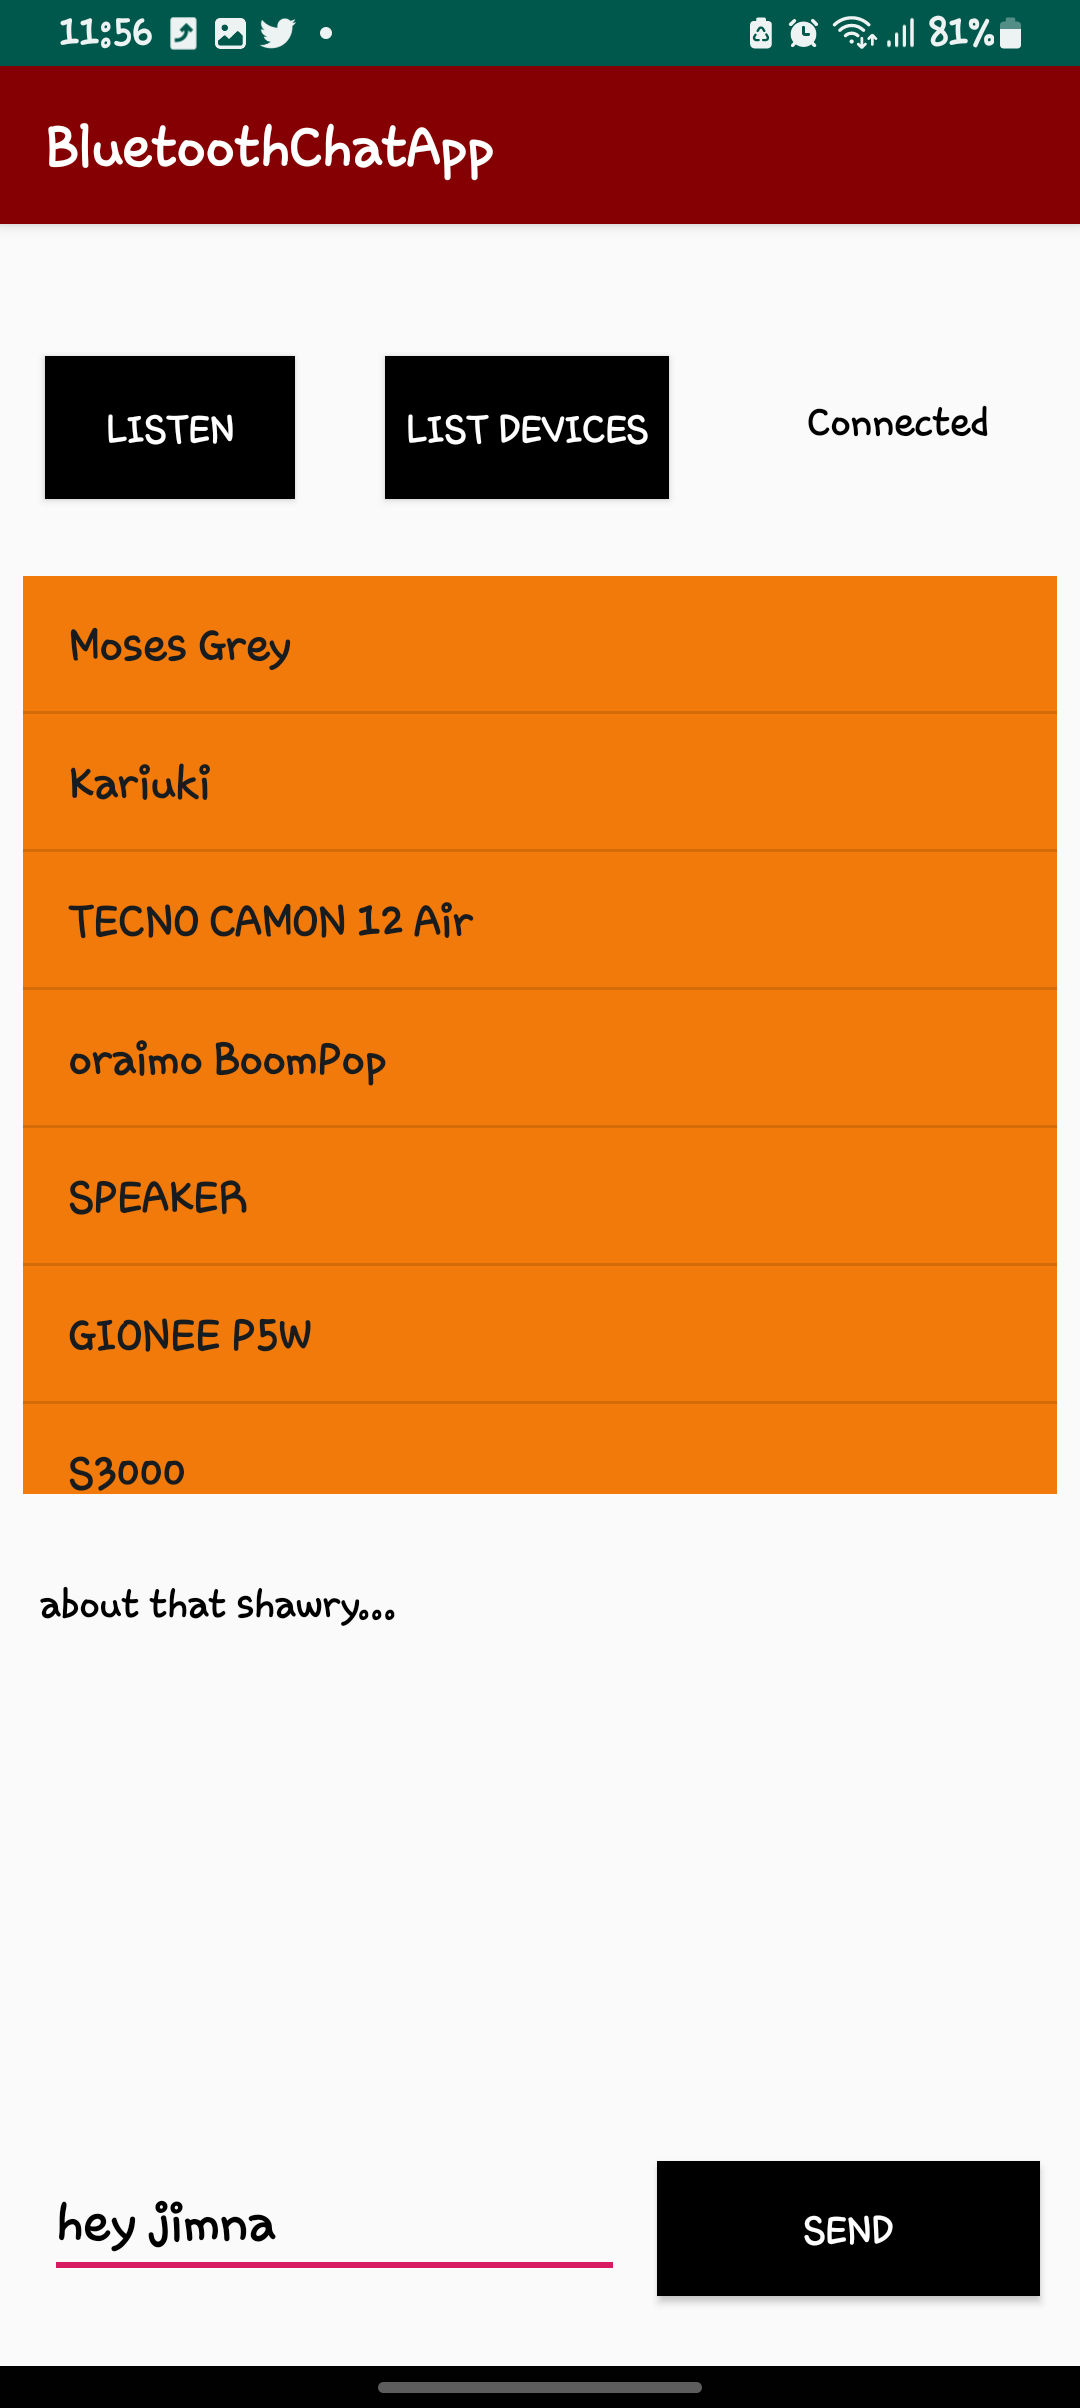 11:56 81%
BluetoothChatApp
LISTEN LIST DEVICES Connected
Moses Grey
Kariuki
TECNO CAMON 12 Air
oraimo BoomPop
SPEAKER
GIONEE P5W
S3000
about that shawry...
hey jimna SEND